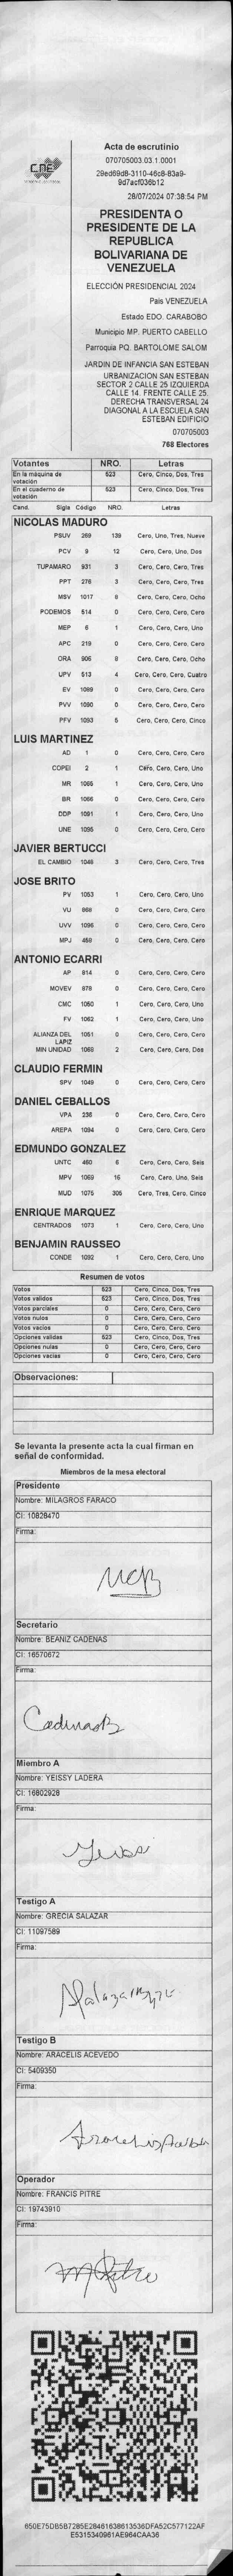 CNE
Acta de escrutinio
070705003.03.1.0001
29ed69d8-3110-46c8-83a9-
9d7acf036b12
28/07/2024 07:38:54 PM
PRESIDENTA O
PRESIDENTE DE LA
REPUBLICA
BOLIVARIANA DE
VENEZUELA
ELECCIÓN PRESIDENCIAL 2024
Pais VENEZUELA
Estado EDO. CARABOBO
Municipio MP. PUERTO CABELLO
Parroquia PQ. BARTOLOME SALOM
JARDIN DE INFANCIA SAN ESTEBAN
URBANIZACION SAN ESTEBAN
SECTOR 2 CALLE 25 IZQUIERDA
CALLE 14. FRENTE CALLE 25.
DERECHA TRANSVERSAL 24
DIAGONAL A LA ESCUELA SAN
ESTEBAN EDIFICIO
070705003
768 Electores
Votantes NRO. Letras
En la máquina de votación 523 Cero, Cinco, Dos, Tres
En el cuaderno de votación 523 Cero, Cinco, Dos, Tres
Cand. Sigla Código NRO. Letras
NICOLAS MADURO
PSUV 269 139 Cero, Uno, Tres, Nueve
PCV 9 12 Cero, Cero, Uno, Dos
TUPAMARO 931 3 Cero, Cero, Cero, Tres
PPT 276 3 Cero, Cero, Cero, Tres
MSV 1017 8 Cero, Cero, Cero, Ocho
PODEMOS 514 0 Cero, Cero, Cero, Cero
MEP 6 1 Cero, Cero, Cero, Uno
APC 219 0 Cero, Cero, Cero, Cero
ORA 906 8 Cero, Cero, Cero, Ocho
UPV 513 4 Cero, Cero, Cero, Cuatro
EV 1089 0 Cero, Cero, Cero, Cero
PVV 1090 0 Cero, Cero, Cero, Cero
PFV 1093 5 Cero, Cero, Cero, Cinco
LUIS MARTINEZ
AD 1 0 Cero, Cero, Cero, Cero
COPEI 2 1 Cero, Cero, Cero, Uno
MR 1065 1 Cero, Cero, Cero, Uno
BR 1066 0 Cero, Cero, Cero, Cero
DDP 1091 1 Cero, Cero, Cero, Uno
UNE 1095 0 Cero, Cero, Cero, Cero
JAVIER BERTUCCI
EL CAMBIO 1048 3 Cero, Cero, Cero, Tres
JOSE BRITO
PV 1053 1 Cero, Cero, Cero, Uno
VU 868 0 Cero, Cero, Cero, Cero
UVV 1096 0 Cero, Cero, Cero, Cero
MPJ 459 0 Cero, Cero, Cero, Cero
ANTONIO ECARRI
AP 914 0 Cero, Cero, Cero, Cero
MOVEV 978 0 Cero, Cero, Cero, Cero
CMC 1050 1 Cero, Cero, Cero, Uno
FV 1062 1 Cero, Cero, Cero, Uno
ALIANZA DEL LAPIZ 1051 0 Cero, Cero, Cero, Cero
MIN UNIDAD 1068 2 Cero, Cero, Cero, Dos
CLAUDIO FERMIN
SPV 1049 0 Cero, Cero, Cero, Cero
DANIEL CEBALLOS
VPA 236 0 Cero, Cero, Cero, Cero
AREPA 1094 0 Cero, Cero, Cero, Cero
EDMUNDO GONZALEZ
UNTC 460 6 Cero, Cero, Cero, Seis
MPV 1069 16 Cero, Cero, Uno, Seis
MUD 1075 305 Cero, Tres, Cero, Cinco
ENRIQUE MARQUEZ
CENTRADOS 1073 1 Cero, Cero, Cero, Uno
BENJAMIN RAUSSEO
CONDE 1092 1 Cero, Cero, Cero, Uno
Resumen de votos
Votos 523 Cero, Cinco, Dos, Tres
Votos validos 523 Cero, Cinco, Dos, Tres
Votos parciales 0 Cero, Cero, Cero, Cero
Votos nulos 0 Cero, Cero, Cero, Cero
Votos vacios 0 Cero, Cero, Cero, Cero
Opciones validas 523 Cero, Cinco, Dos, Tres
Opciones nulas 0 Cero, Cero, Cero, Cero
Opciones vacias 0 Cero, Cero, Cero, Cero
Observaciones:
Se levanta la presente acta la cual firman en
señal de conformidad.
Miembros de la mesa electoral
Presidente
Nombre: MILAGROS FARACO
CI: 10828470
Firma:
Secretario
Nombre: BEANIZ CADENAS
CI: 16570672
Firma:
Miembro A
Nombre: YEISSY LADERA
CI: 16802928
Firma:
Testigo A
Nombre: GRECIA SALAZAR
CI: 11097589
Firma:
Testigo B
Nombre: ARACELIS ACEVEDO
CI: 5409350
Firma:
Operador
Nombre: FRANCIS PITRE
CI: 19743910
Firma:
650E75DB5B7285E28461638613536DFA52C577122AF
E5315340961AE964CAA36